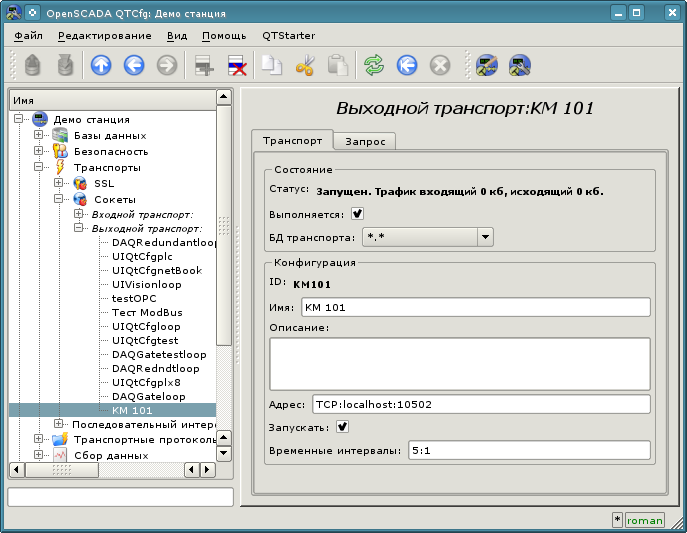 OpenSCADA QTCfg: Демо станция
Файл Редактирование Вид Помощь QTStarter
Имя
Демо станция
Базы данных
Безопасность
Транспорты
SSL
Сокеты
Входной транспорт:
Выходной транспорт:
DAQRedundantloop
UIQtCfgplc
UIQtCfgnetBook
UIVisionloop
testOPC
Тест ModBus
UIQtCfgloop
UIQtCfgtest
DAQGatetestloop
DAQRedndtloop
UIQtCfgplx8
DAQGateloop
KM 101
Последовательный интерф
Транспортные протоколы
Сбор данных
Выходной транспорт:KM 101
Транспорт Запрос
Состояние
Статус: Запущен. Трафик входящий 0 кб, исходящий 0 кб.
Выполняется:
БД транспорта: *.*
Конфигурация
ID: KM101
Имя: KM 101
Описание:
Адрес: TCP:localhost:10502
Запускать:
Временные интервалы: 5:1
* roman